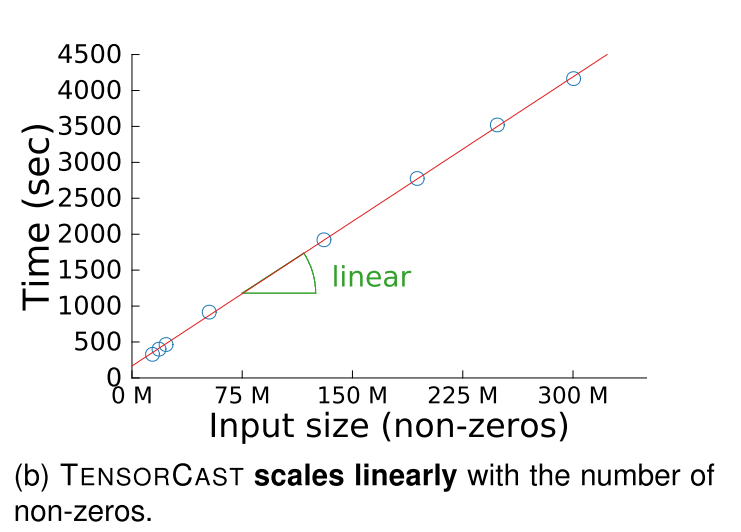 4500
4000
3500
3000
2500
2000
1500
1000
500
0
Time (sec)
linear
0 M 75 M 150 M 225 M 300 M
Input size (non-zeros)
(b) TENSORCAST scales linearly with the number of
non-zeros.